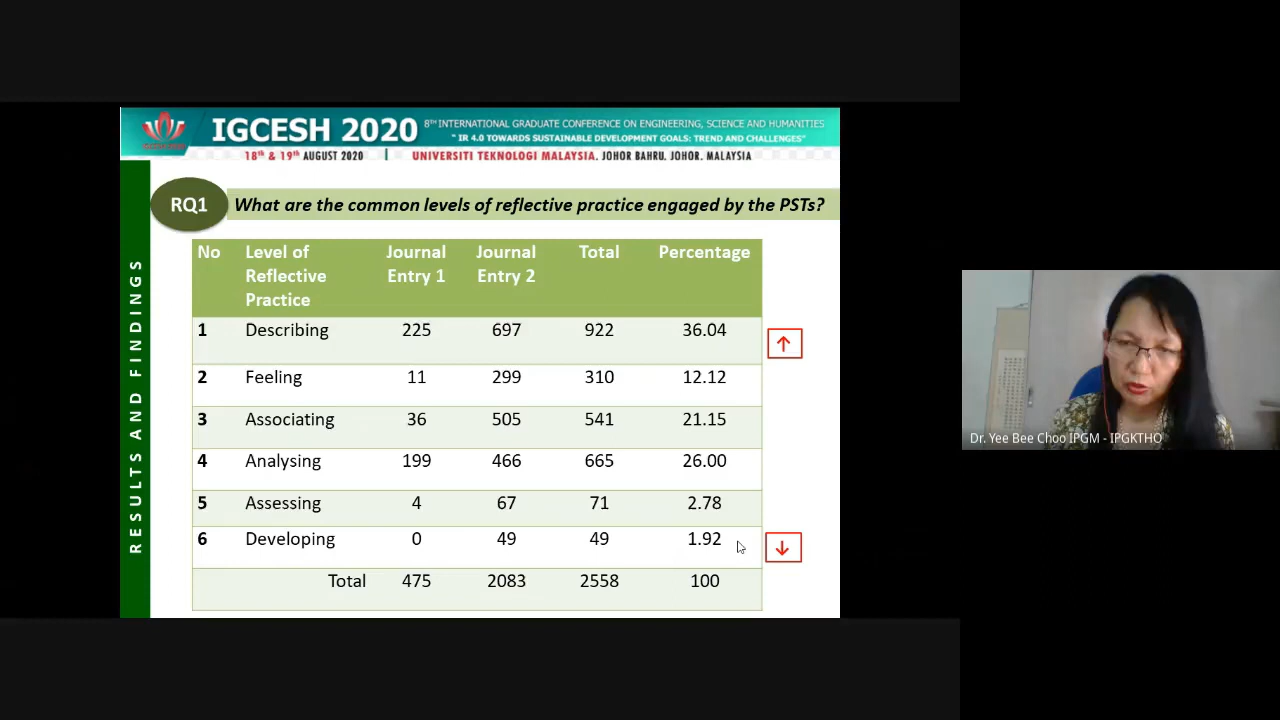 IGCESH 2020
8TH INTERNATIONAL GRADUATE CONFERENCE ON ENGINEERING, SCIENCE AND HUMANITIES
" IR 4.0 TOWARDS SUSTAINABLE DEVELOPMENT GOALS: TREND AND CHALLENGES"
18th & 19th AUGUST 2020 | UNIVERSITI TEKNOLOGI MALAYSIA, JOHOR BAHRU, JOHOR, MALAYSIA
RESULTS AND FINDINGS
RQ1 What are the common levels of reflective practice engaged by the PSTs?
No Level of Reflective Practice Journal Entry 1 Journal Entry 2 Total Percentage
1 Describing 225 697 922 36.04
2 Feeling 11 299 310 12.12
3 Associating 36 505 541 21.15
4 Analysing 199 466 665 26.00
5 Assessing 4 67 71 2.78
6 Developing 0 49 49 1.92
Total 475 2083 2558 100
Dr. Yee Bee Choo IPGM - IPGKTHO